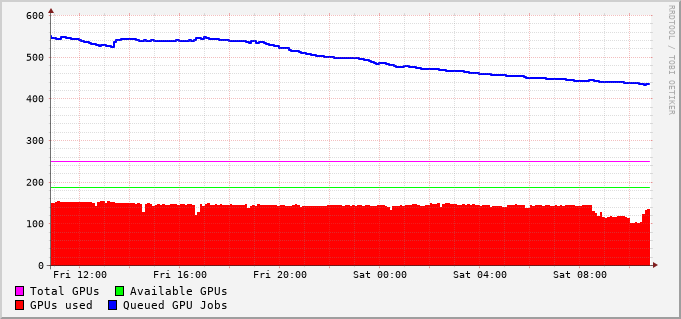 600
500
400
300
200
100
0
Fri 12:00 Fri 16:00 Fri 20:00 Sat 00:00 Sat 04:00 Sat 08:00
Total GPUs Available GPUs
GPUs used Queued GPU Jobs
RRDTOOL / TOBI OETIKER